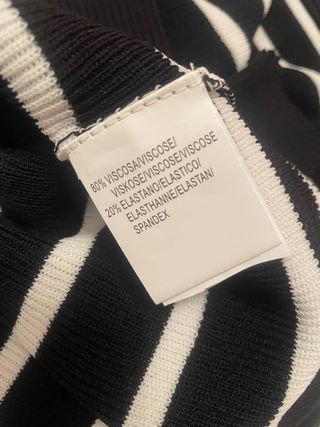 80% VISCOSA/VISCOSE/
VISKOSE/VISCOSE/VISCOSE
20% ELASTANO/ELASTICO/
ELASTHANNE/ELASTAN/
SPANDEX